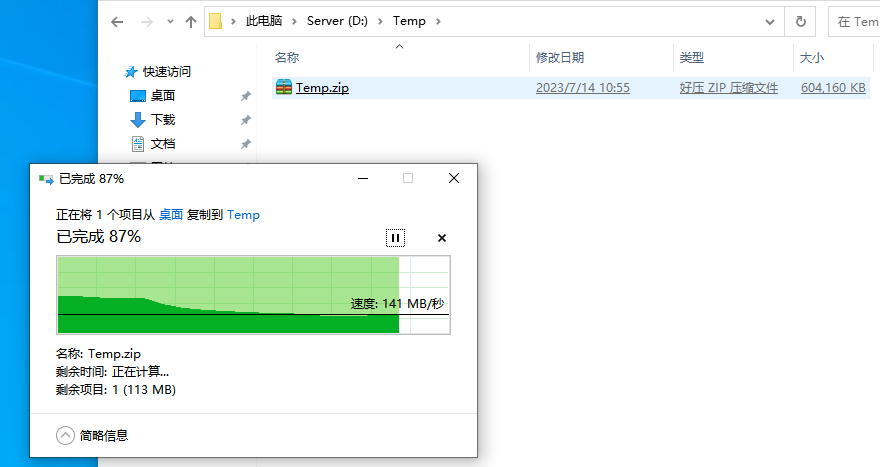 此电脑 > Server (D:) > Temp >
在 Tem
名称 修改日期 类型 大小
快速访问
Temp.zip 2023/7/14 10:55 好压 ZIP 压缩文件 604,160 KB
桌面
下载
文档
已完成 87%
正在将 1 个项目从 桌面 复制到 Temp
已完成 87%
速度: 141 MB/秒
名称: Temp.zip
剩余时间: 正在计算...
剩余项目: 1 (113 MB)
简略信息